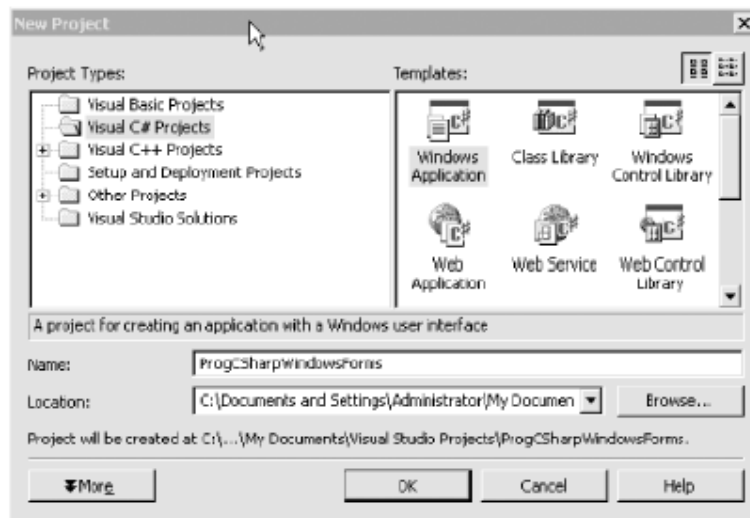 New Project
Project Types:
Visual Basic Projects
Visual C# Projects
Visual C++ Projects
Setup and Deployment Projects
Other Projects
Visual Studio Solutions
Templates:
Windows
Application
Class Library
Windows
Control Library
Web
Application
Web Service
Web Control
Library
A project for creating an application with a Windows user interface
Name:
ProgCSharpWindowsForms
Location:
C:\Documents and Settings\Administrator\My Documen
Browse...
Project will be created at C:\...\My Documents\Visual Studio Projects\ProgCSharpWindowsForms.
More
OK
Cancel
Help